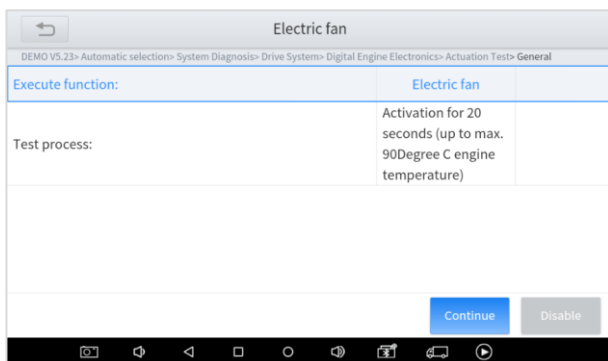 Electric fan
DEMO V5.23> Automatic selection> System Diagnosis> Drive System> Digital Engine Electronics> Actuation Test> General
Execute function:
Electric fan
Test process:
Activation for 20
seconds (up to max.
90Degree C engine
temperature)
Continue
Disable